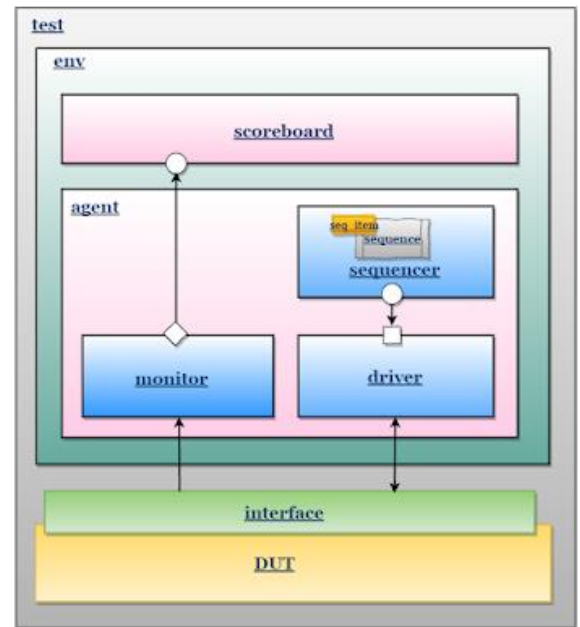 test
env
scoreboard
agent
seq_item
sequence
sequencer
monitor
driver
interface
DUT